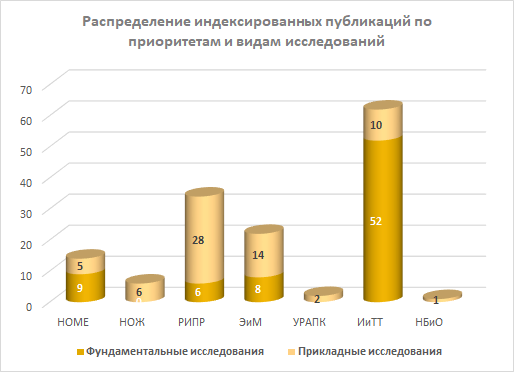 Распределение индексированных публикаций по
приоритетам и видам исследований
70
60
50
40
30
20
10
0
5
9
6
28
6
14
8
2
10
52
1
НОМЕ
НОЖ
РИПР
ЭиМ
УРАПК
ИиТТ
НБиО
Фундаментальные исследования
Прикладные исследования